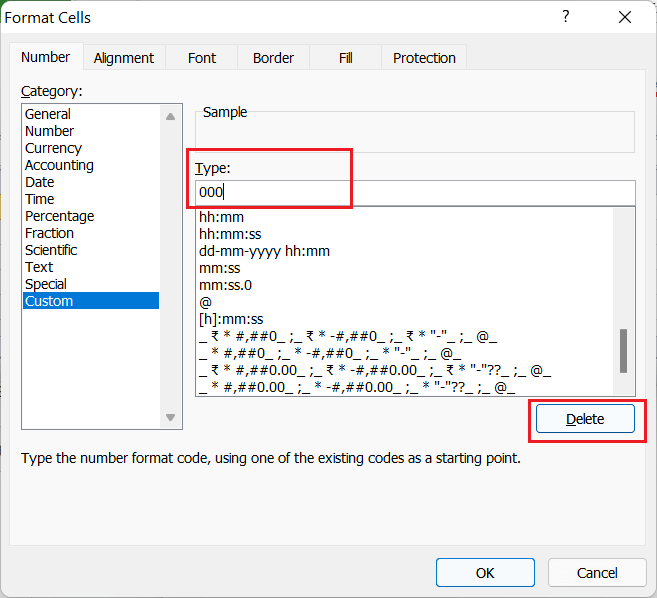 Format Cells
?
Number Alignment Font Border Fill Protection
Category:
General
Number
Currency
Accounting
Date
Time
Percentage
Fraction
Scientific
Text
Special
Custom
Sample
Type:
000
hh:mm
hh:mm:ss
dd-mm-yyyy hh:mm
mm:ss
mm:ss.0
@
[h]:mm:ss
_ ₹ * #,##0_ ;_ ₹ * -#,##0_ ;_ ₹ * "-"_ ;_ @_
_ * #,##0_ ;_ * -#,##0_ ;_ * "-"_ ;_ @_
_ ₹ * #,##0.00_ ;_ ₹ * -#,##0.00_ ;_ ₹ * "-"??_ ;_ @_
_ * #,##0.00_ ;_ * -#,##0.00_ ;_ * "-"??_ ;_ @_
Delete
Type the number format code, using one of the existing codes as a starting point.
OK Cancel